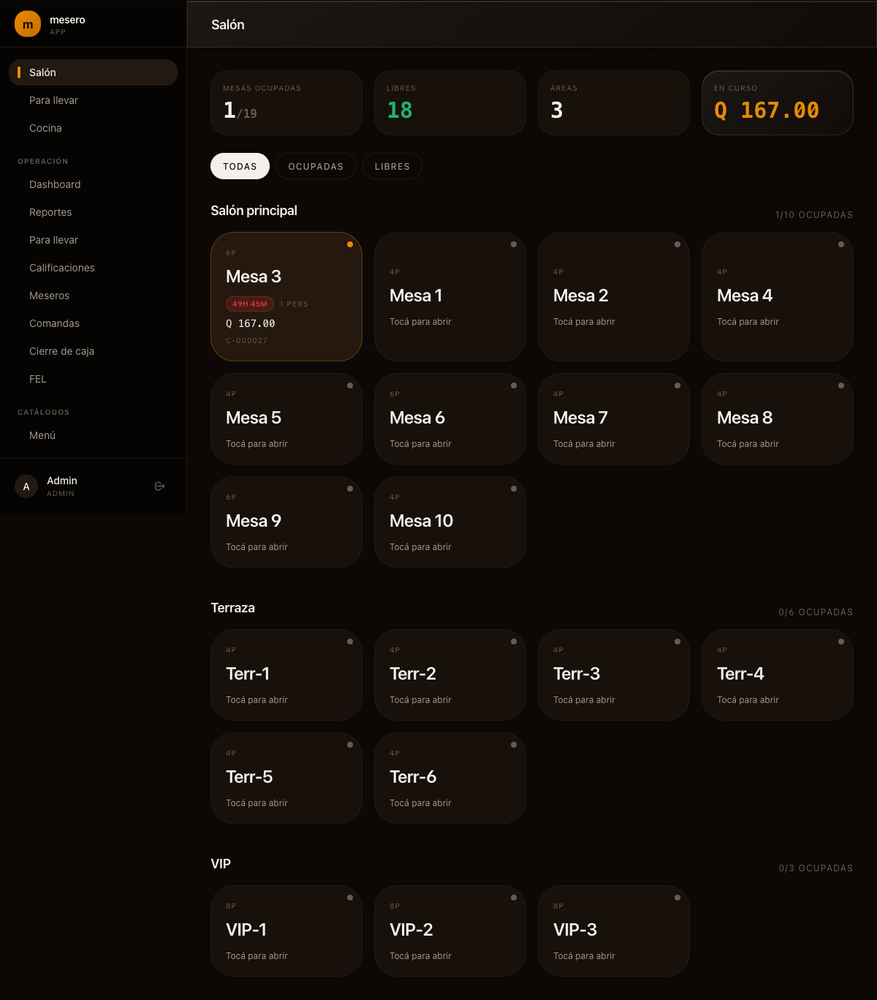 m
mesero
APP
Salón
Para llevar
Cocina
OPERACIÓN
Dashboard
Reportes
Para llevar
Calificaciones
Meseros
Comandas
Cierre de caja
FEL
CATÁLOGOS
Menú
A
Admin
ADMIN
Salón
MESAS OCUPADAS
1/19
LIBRES
18
ÁREAS
3
EN CURSO
Q 167.00
TODAS
OCUPADAS
LIBRES
Salón principal
1/10 OCUPADAS
6P
Mesa 3
49H 45M 1 PERS
Q 167.00
C-000027
4P
Mesa 1
Tocá para abrir
4P
Mesa 2
Tocá para abrir
4P
Mesa 4
Tocá para abrir
4P
Mesa 5
Tocá para abrir
6P
Mesa 6
Tocá para abrir
4P
Mesa 7
Tocá para abrir
4P
Mesa 8
Tocá para abrir
6P
Mesa 9
Tocá para abrir
4P
Mesa 10
Tocá para abrir
Terraza
0/6 OCUPADAS
4P
Terr-1
Tocá para abrir
4P
Terr-2
Tocá para abrir
4P
Terr-3
Tocá para abrir
4P
Terr-4
Tocá para abrir
4P
Terr-5
Tocá para abrir
4P
Terr-6
Tocá para abrir
VIP
0/3 OCUPADAS
8P
VIP-1
Tocá para abrir
8P
VIP-2
Tocá para abrir
8P
VIP-3
Tocá para abrir